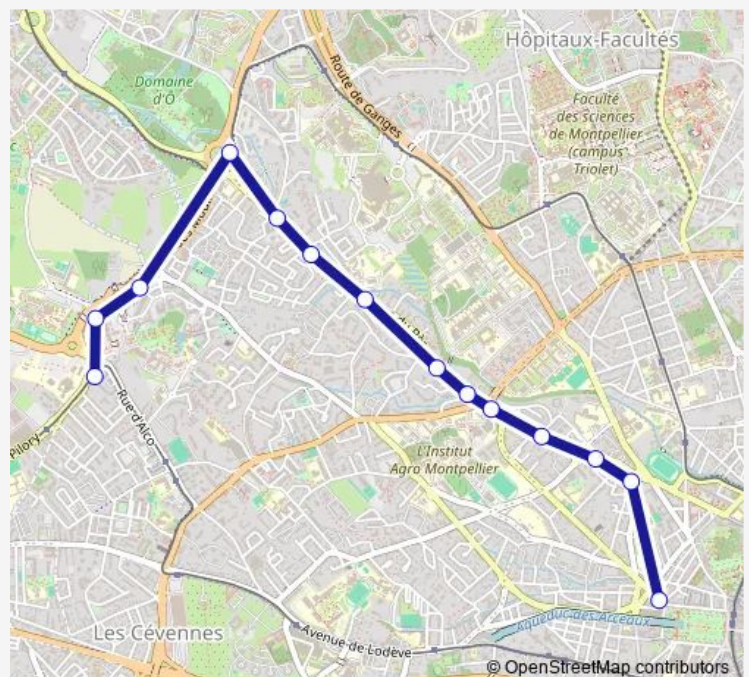 Hôpitaux-Facultés
Domaine
d'Ô
Route de Ganges
Faculté
des sciences
de Montpellier
(campus
Triolet)
Pilory
Rue d'Alco
L'Institut
Agro Montpellier
Les Cévennes
Avenue de Lodève
Aqueduc des Arceaux
© OpenStreetMap contributors